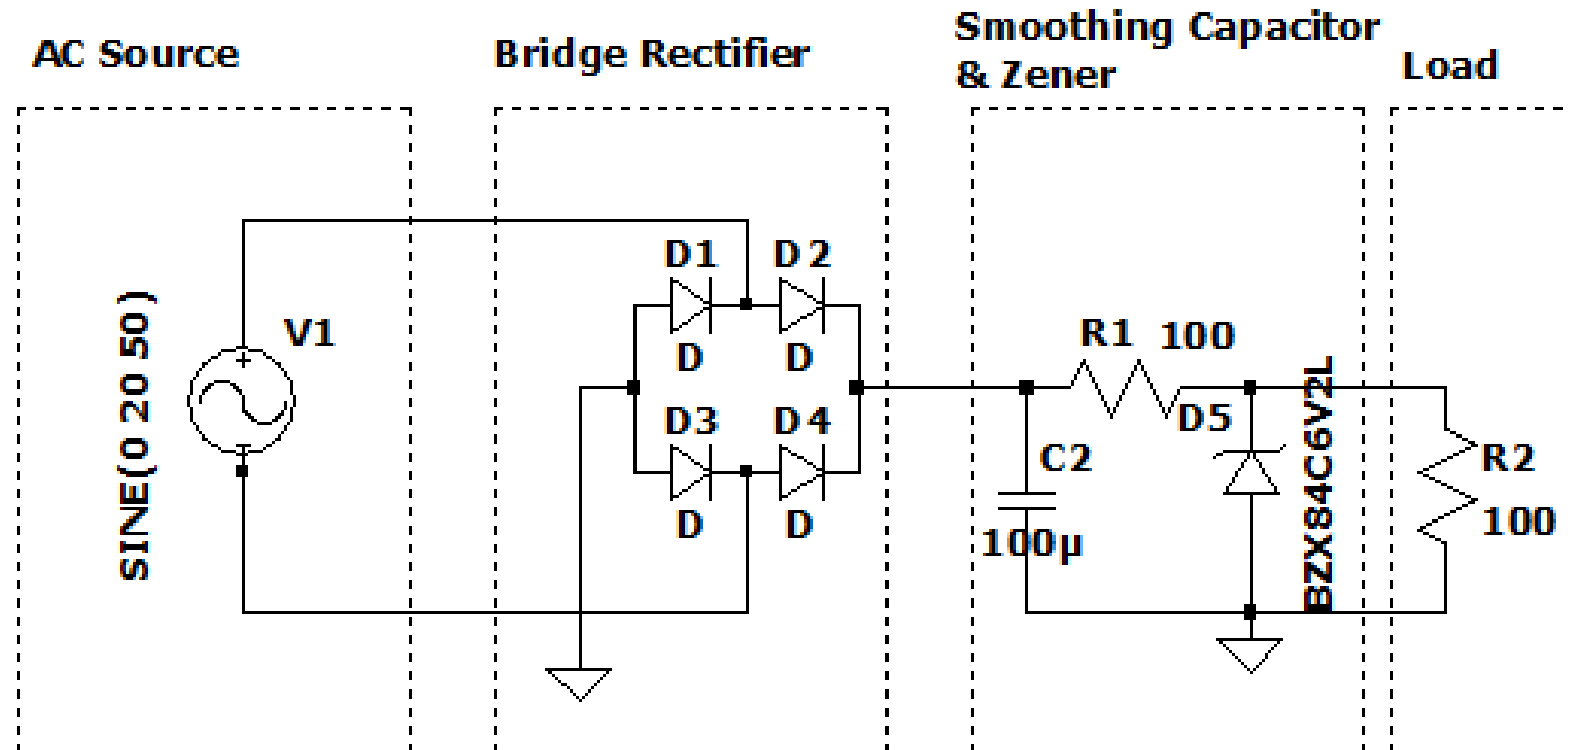 AC Source
Bridge Rectifier
Smoothing Capacitor
& Zener
Load
SINE(0 20 50)
V1
D1
D2
D
D
D3
D4
D
D
R1
100
D5
C2
100µ
BZX84C6V2L
R2
100